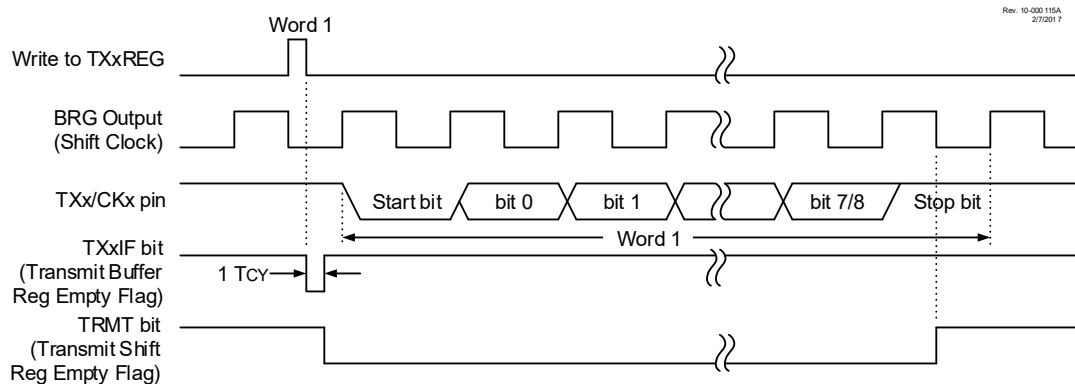 Rev. 10-000 115A
2/7/2017
Word 1
Write to TXxREG
BRG Output
(Shift Clock)
TXx/CKx pin
Start bit
bit 0
bit 1
bit 7/8
Stop bit
Word 1
TXxIF bit
(Transmit Buffer
Reg Empty Flag)
1 TCY
TRMT bit
(Transmit Shift
Reg Empty Flag)